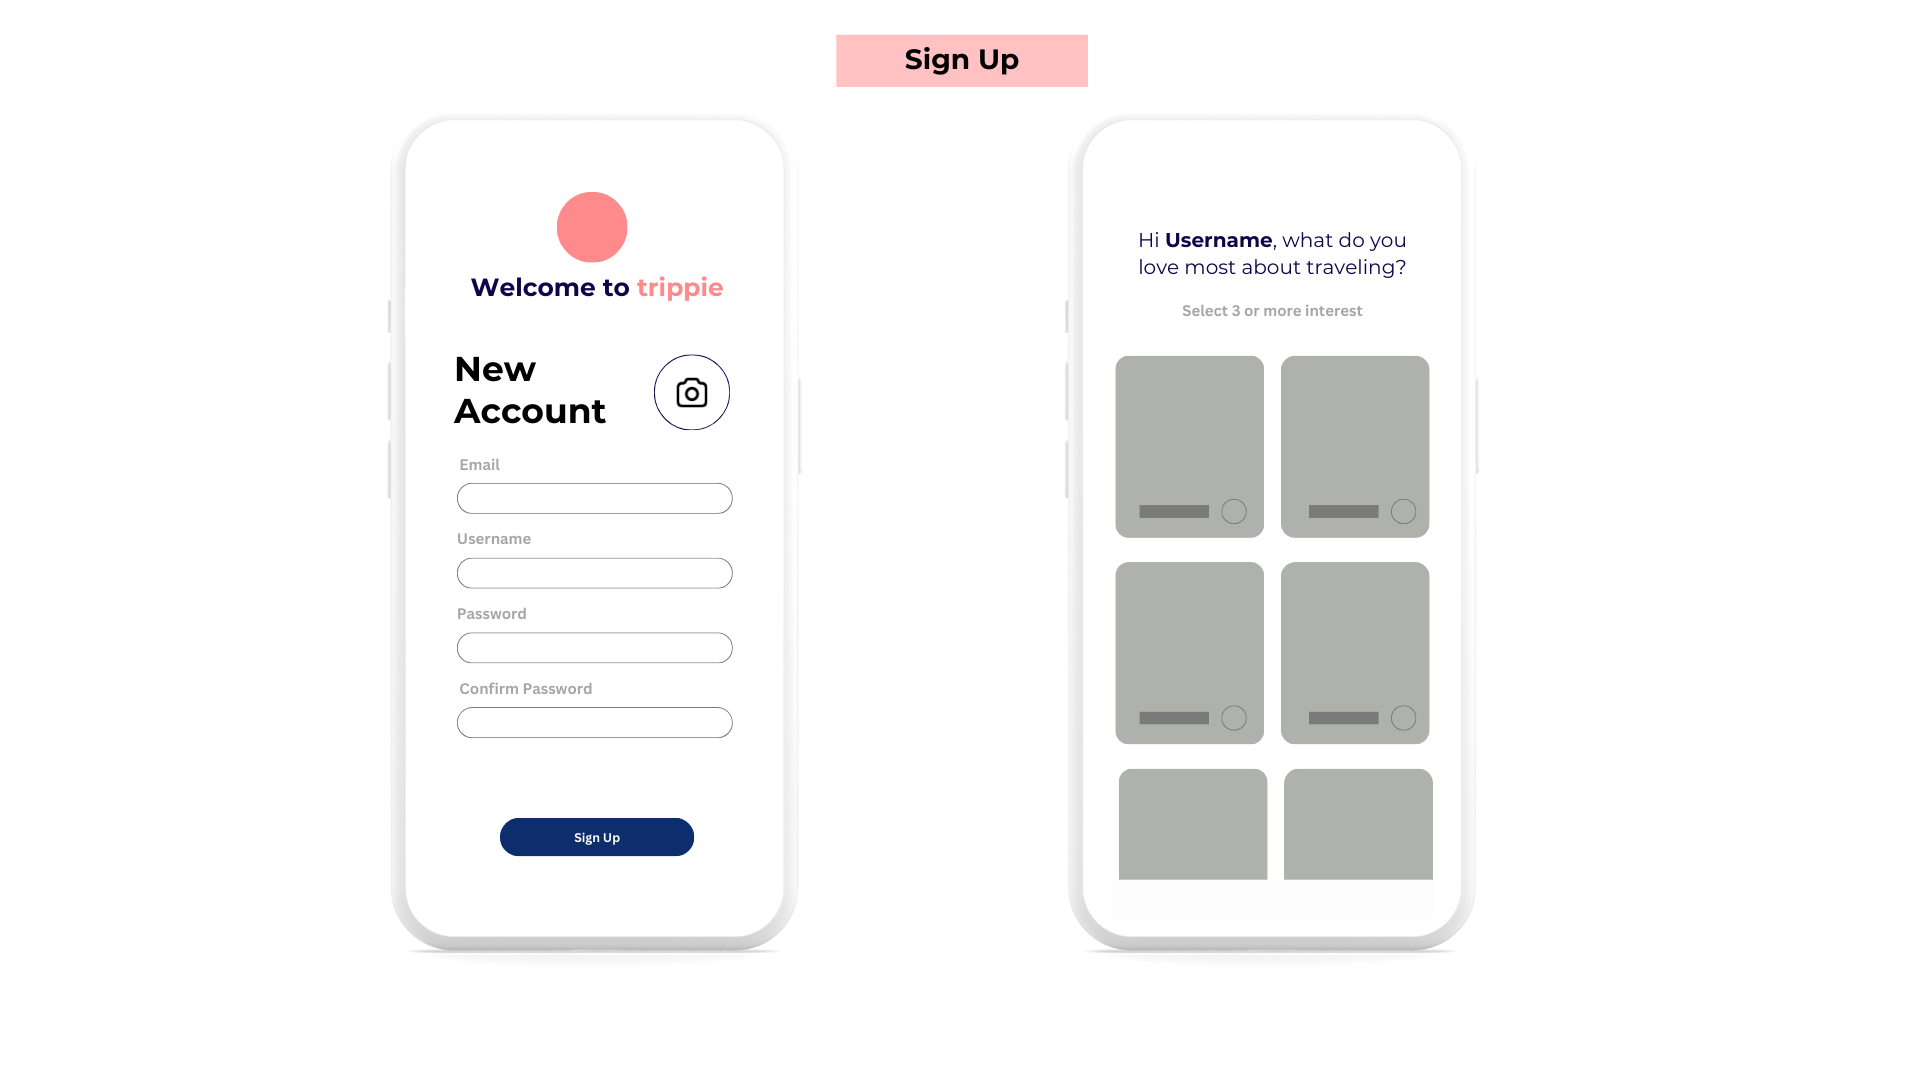 Sign Up
Welcome to trippie
New
Account
Email
Username
Password
Confirm Password
Sign Up
Hi Username, what do you
love most about traveling?
Select 3 or more interest